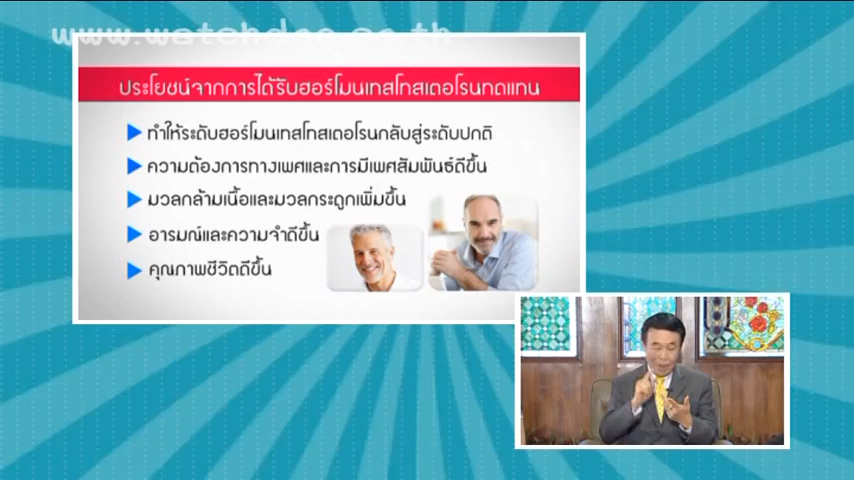 www.watchdoo.co.th
ประโยชน์จากการได้รับฮอร์โมนเทสโทสเตอโรนทดแทน
ทำให้ระดับฮอร์โมนเทสโทสเตอโรนกลับสู่ระดับปกติ
ความต้องการทางเพศและการมีเพศสัมพันธ์ดีขึ้น
มวลกล้ามเนื้อและมวลกระดูกเพิ่มขึ้น
อารมณ์และความจำดีขึ้น
คุณภาพชีวิตดีขึ้น